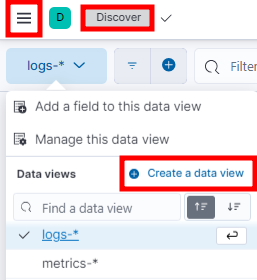 D Discover
logs-* Filter
Add a field to this data view
Manage this data view
Data views Create a data view
Find a data view
logs-*
metrics-*